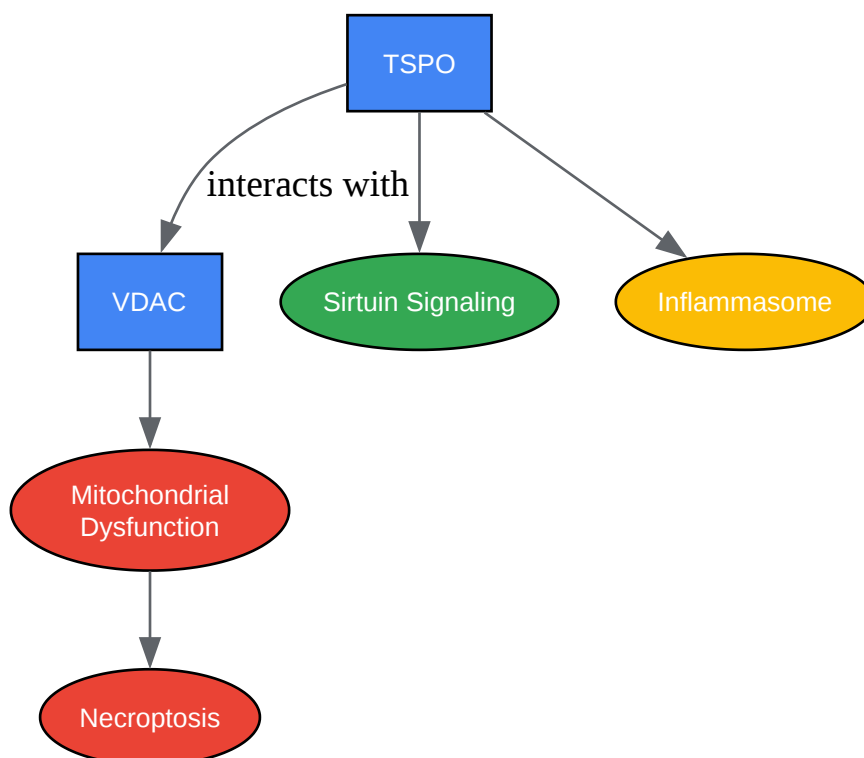 TSPO
interacts with
VDAC
Sirtuin Signaling
Inflammasome
Mitochondrial
Dysfunction
Necroptosis